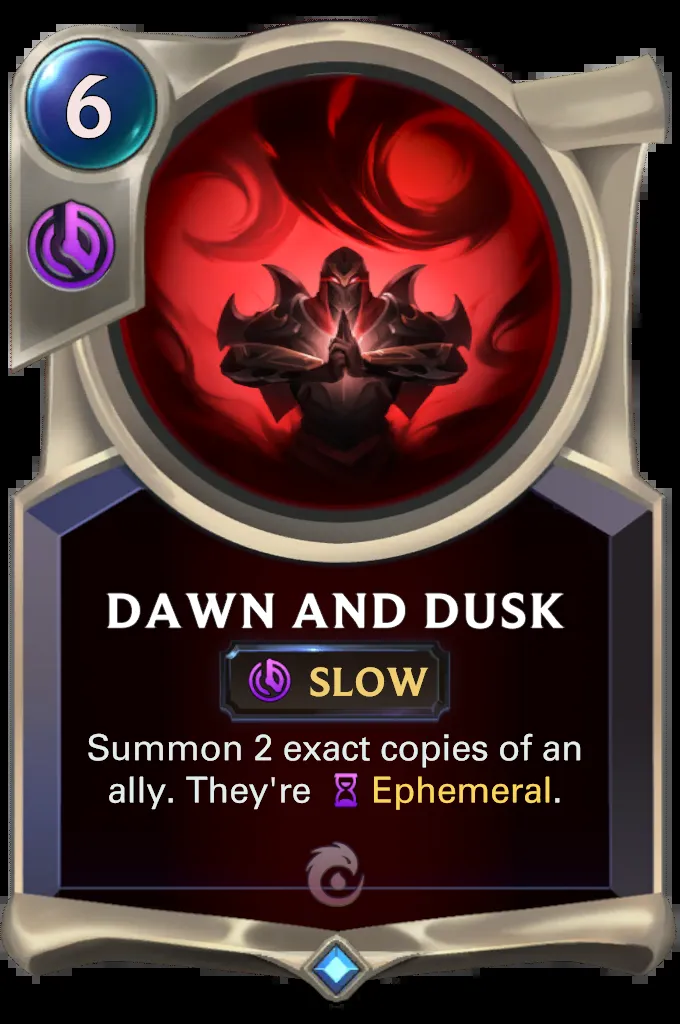 6
DAWN AND DUSK
SLOW
Summon 2 exact copies of an
ally. They're Ephemeral.